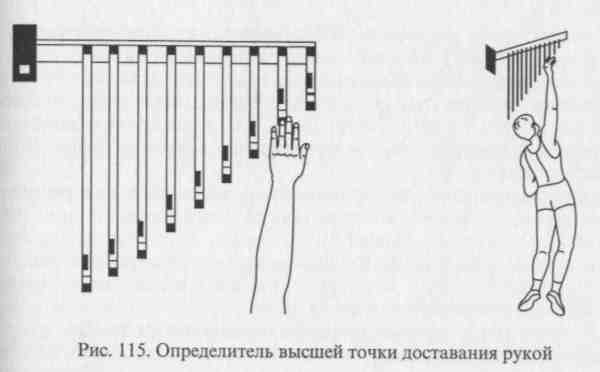 Рис. 115. Определитель высшей точки доставания рукой